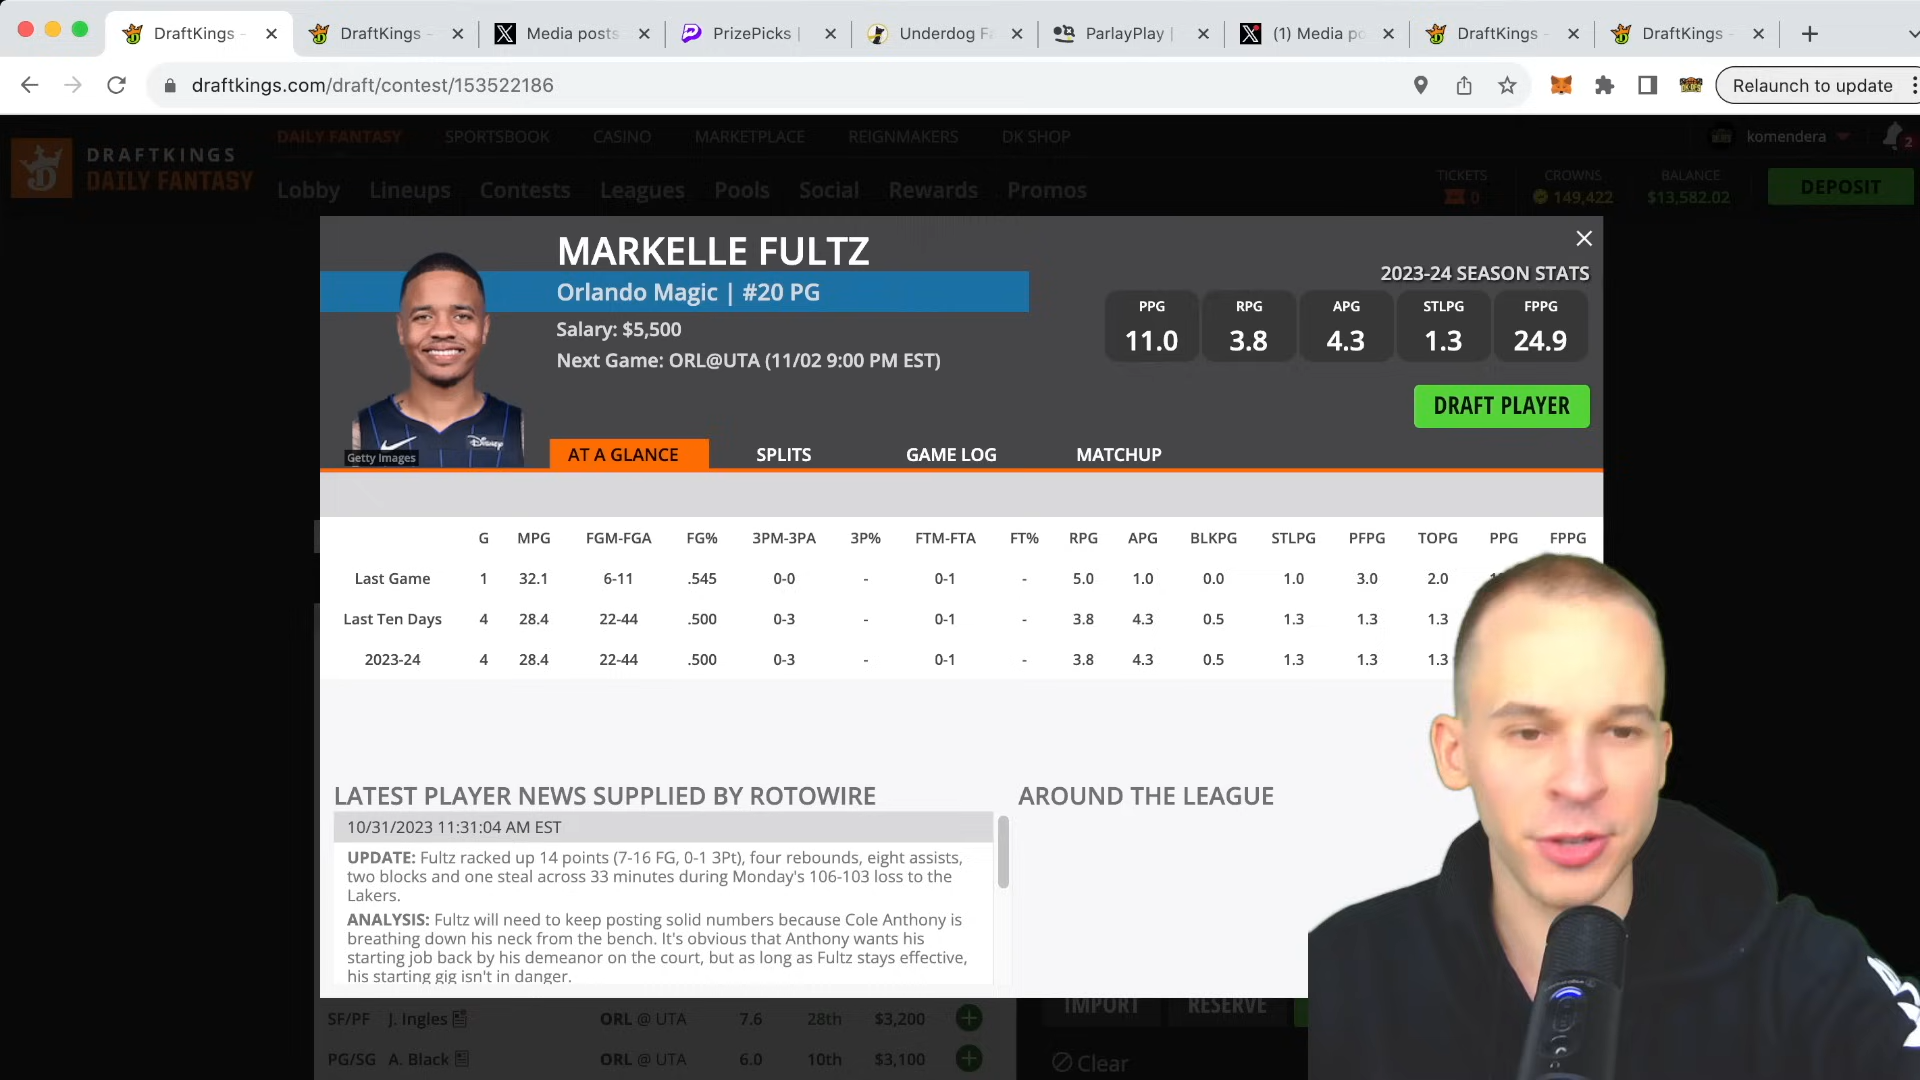 DraftKings -
DraftKings -
Media posts
PrizePicks |
Underdog Fa
ParlayPlay |
(1) Media po
DraftKings -
DraftKings -
draftkings.com/draft/contest/153522186
Relaunch to update
DAILY FANTASY SPORTSBOOK CASINO MARKETPLACE REIGNMAKERS DK SHOP
komendera
2
DRAFTKINGS
DAILY FANTASY
Lobby Lineups Contests Leagues Pools Social Rewards Promos
TICKETS CROWNS BALANCE
0 149,422 $13,582.02
DEPOSIT
MARKELLE FULTZ
Orlando Magic | #20 PG
Salary: $5,500
Next Game: ORL@UTA (11/02 9:00 PM EST)
2023-24 SEASON STATS
PPG RPG APG STLPG FPPG
11.0 3.8 4.3 1.3 24.9
DRAFT PLAYER
Disney
Getty Images
AT A GLANCE SPLITS GAME LOG MATCHUP
G MPG FGM-FGA FG% 3PM-3PA 3P% FTM-FTA FT% RPG APG BLKPG STLPG PFPG TOPG PPG FPPG
Last Game 1 32.1 6-11 .545 0-0 - 0-1 - 5.0 1.0 0.0 1.0 3.0 2.0
Last Ten Days 4 28.4 22-44 .500 0-3 - 0-1 - 3.8 4.3 0.5 1.3 1.3 1.3
2023-24 4 28.4 22-44 .500 0-3 - 0-1 - 3.8 4.3 0.5 1.3 1.3 1.3
LATEST PLAYER NEWS SUPPLIED BY ROTOWIRE
AROUND THE LEAGUE
10/31/2023 11:31:04 AM EST
UPDATE: Fultz racked up 14 points (7-16 FG, 0-1 3Pt), four rebounds, eight assists,
two blocks and one steal across 33 minutes during Monday's 106-103 loss to the
Lakers.
ANALYSIS: Fultz will need to keep posting solid numbers because Cole Anthony is
breathing down his neck from the bench. It's obvious that Anthony wants his
starting job back by his demeanor on the court, but as long as Fultz stays effective,
his starting gig isn't in danger.
IMPORT RESERVE
SF/PF J. Ingles ORL @ UTA 7.6 28th $3,200
PG/SG A. Black ORL @ UTA 6.0 10th $3,100
Clear